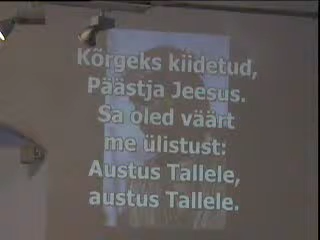 Kõrgeks kiidetud,
Päästja Jeesus.
Sa oled väärt
me ülistust:
Austus Tallele,
austus Tallele.